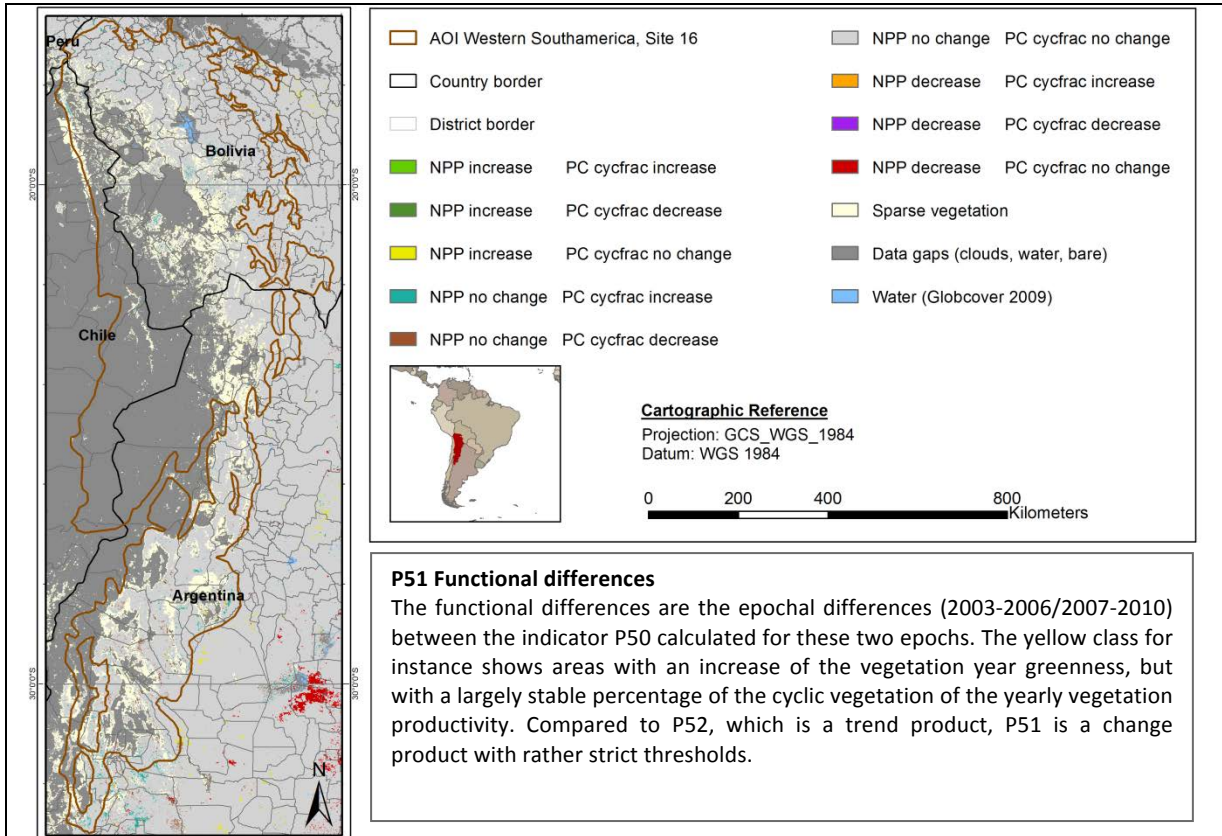 Peru
Bolivia
Chile
Argentina
20°0'0"S
20°0'0"S
30°0'0"S
30°0'0"S
N
AOI Western Southamerica, Site 16
Country border
District border
NPP increase PC cycfrac increase
NPP increase PC cycfrac decrease
NPP increase PC cycfrac no change
NPP no change PC cycfrac increase
NPP no change PC cycfrac decrease
NPP no change PC cycfrac no change
NPP decrease PC cycfrac increase
NPP decrease PC cycfrac decrease
NPP decrease PC cycfrac no change
Sparse vegetation
Data gaps (clouds, water, bare)
Water (Globcover 2009)
Cartographic Reference
Projection: GCS_WGS_1984
Datum: WGS 1984
0 200 400 800
Kilometers
P51 Functional differences
The functional differences are the epochal differences (2003-2006/2007-2010)
between the indicator P50 calculated for these two epochs. The yellow class for
instance shows areas with an increase of the vegetation year greenness, but
with a largely stable percentage of the cyclic vegetation of the yearly vegetation
productivity. Compared to P52, which is a trend product, P51 is a change
product with rather strict thresholds.